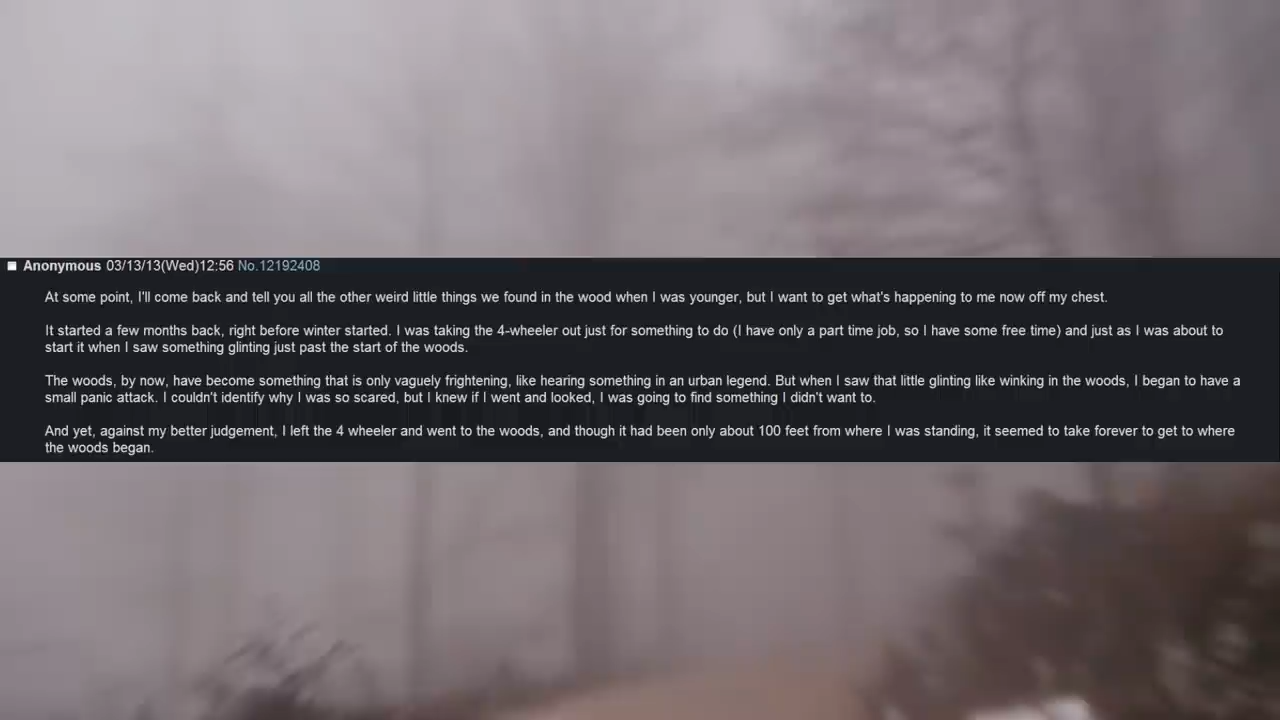 Anonymous 03/13/13(Wed)12:56 No.12192408
At some point, I'll come back and tell you all the other weird little things we found in the wood when I was younger, but I want to get what's happening to me now off my chest.
It started a few months back, right before winter started. I was taking the 4-wheeler out just for something to do (I have only a part time job, so I have some free time) and just as I was about to
start it when I saw something glinting just past the start of the woods.
The woods, by now, have become something that is only vaguely frightening, like hearing something in an urban legend. But when I saw that little glinting like winking in the woods, I began to have a
small panic attack. I couldn't identify why I was so scared, but I knew if I went and looked, I was going to find something I didn't want to.
And yet, against my better judgement, I left the 4 wheeler and went to the woods, and though it had been only about 100 feet from where I was standing, it seemed to take forever to get to where
the woods began.